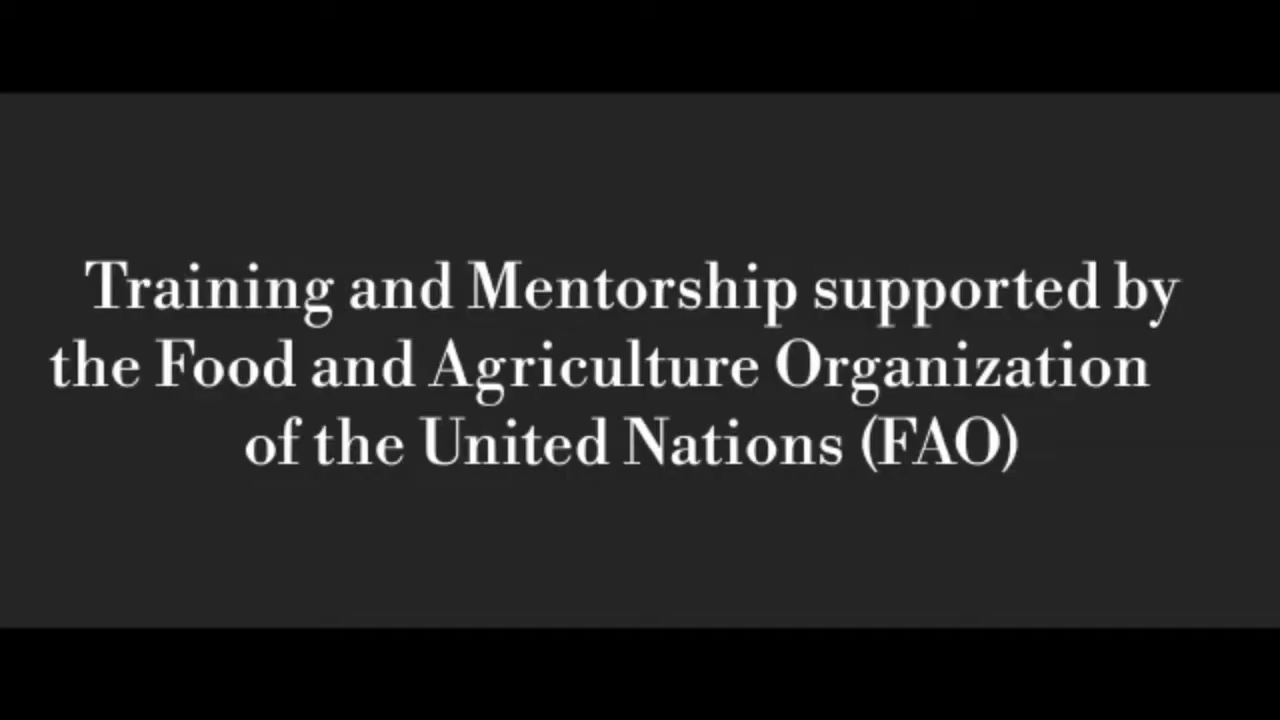 Training and Mentorship supported by
the Food and Agriculture Organization
of the United Nations (FAO)